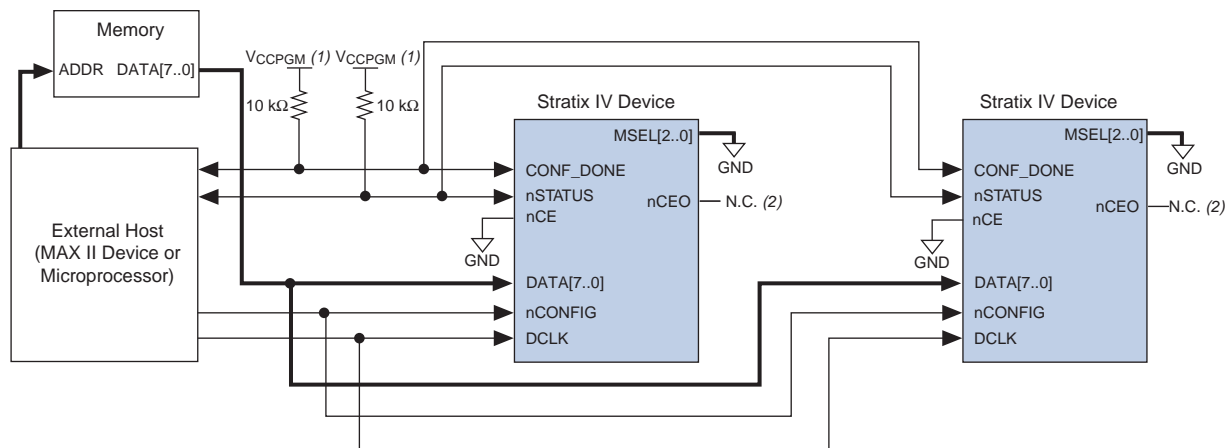 Memory
ADDR DATA[7..0]
VCCPGM (1) VCCPGM (1)
10 kΩ 10 kΩ
Stratix IV Device
Stratix IV Device
MSEL[2..0]
MSEL[2..0]
GND
GND
CONF_DONE
CONF_DONE
nSTATUS
nSTATUS
nCEO N.C. (2)
nCEO N.C. (2)
nCE
nCE
External Host
(MAX II Device or
Microprocessor)
GND
GND
DATA[7..0]
DATA[7..0]
nCONFIG
nCONFIG
DCLK
DCLK